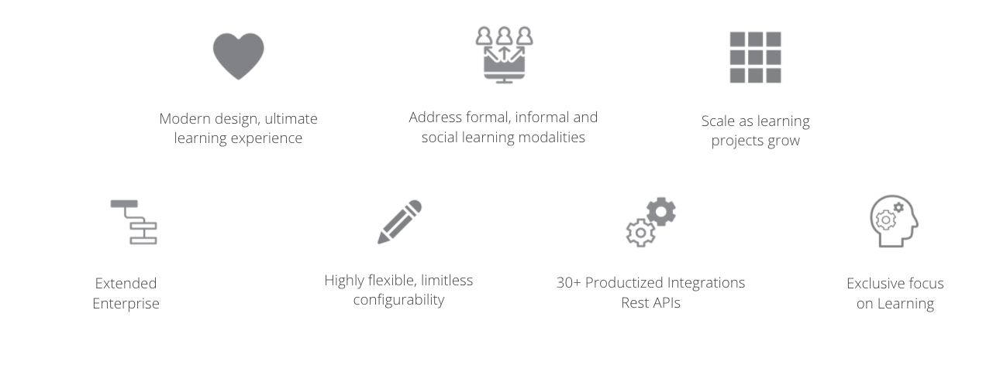 Modern design, ultimate
learning experience
Address formal, informal and
social learning modalities
Scale as learning
projects grow
Extended
Enterprise
Highly flexible, limitless
configurability
30+ Productized Integrations
Rest APIs
Exclusive focus
on Learning